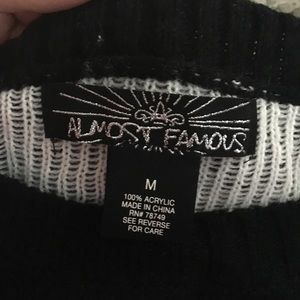 ALMOST FAMOUS
M
100% ACRYLIC
MADE IN CHINA
RN# 78749
SEE REVERSE
FOR CARE